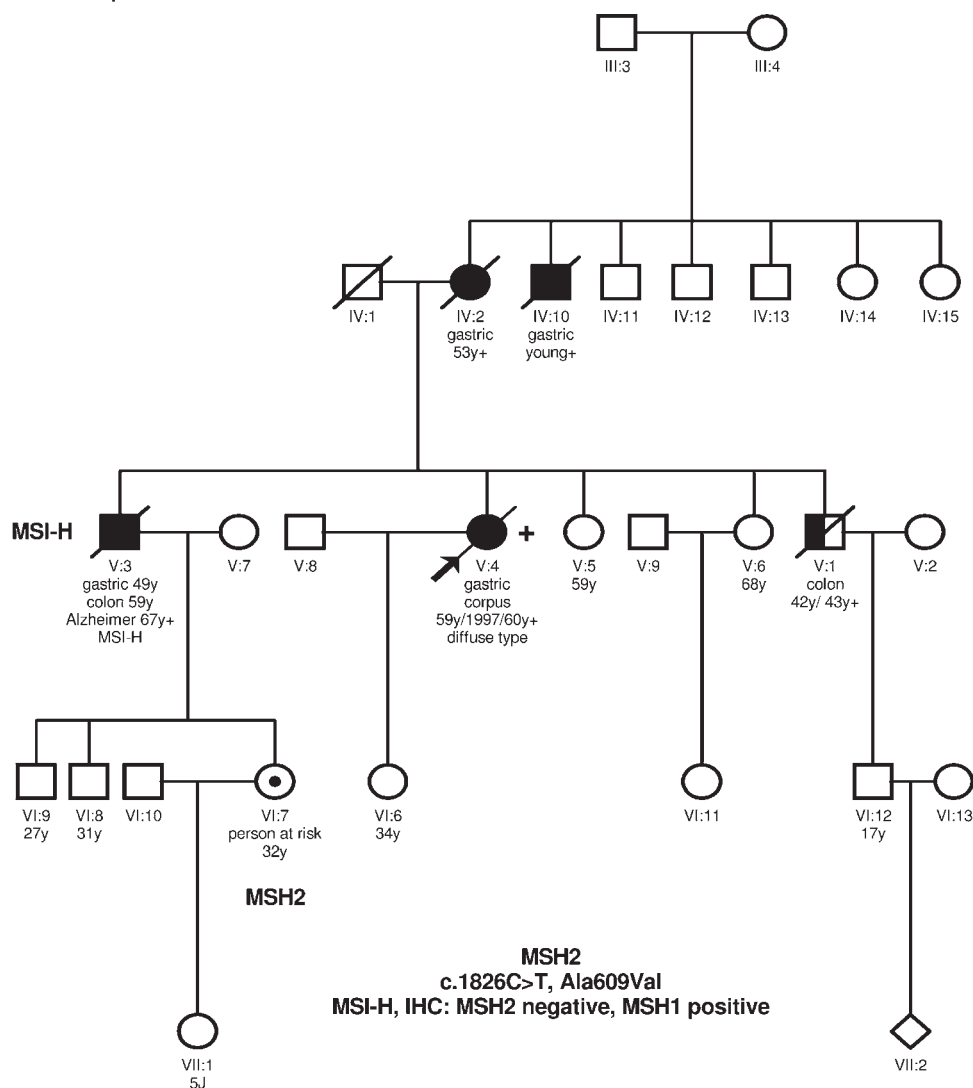 III:3
III:4
IV:1
IV:2
gastric
53y+
IV:10
gastric
young+
IV:11
IV:12
IV:13
IV:14
IV:15
MSI-H
V:3
gastric 49y
colon 59y
Alzheimer 67y+
MSI-H
V:7
V:8
+
V:4
gastric
corpus
59y/1997/60y+
diffuse type
V:5
59y
V:9
V:6
68y
V:1
colon
42y/ 43y+
V:2
VI:9
27y
VI:8
31y
VI:10
VI:7
person at risk
32y
MSH2
VI:6
34y
VI:11
VI:12
17y
VI:13
MSH2
c.1826C>T, Ala609Val
MSI-H, IHC: MSH2 negative, MSH1 positive
VII:1
5J
VII:2